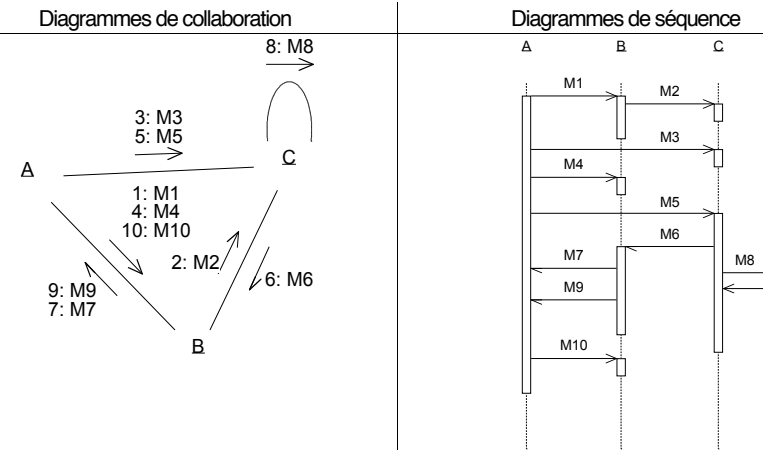 Diagrammes de collaboration
Diagrammes de séquence
8: M8
3: M3
5: M5
C
A
1: M1
4: M4
10: M10
2: M2
6: M6
9: M9
7: M7
B
A
B
C
M1
M2
M3
M4
M5
M6
M7
M8
M9
M10